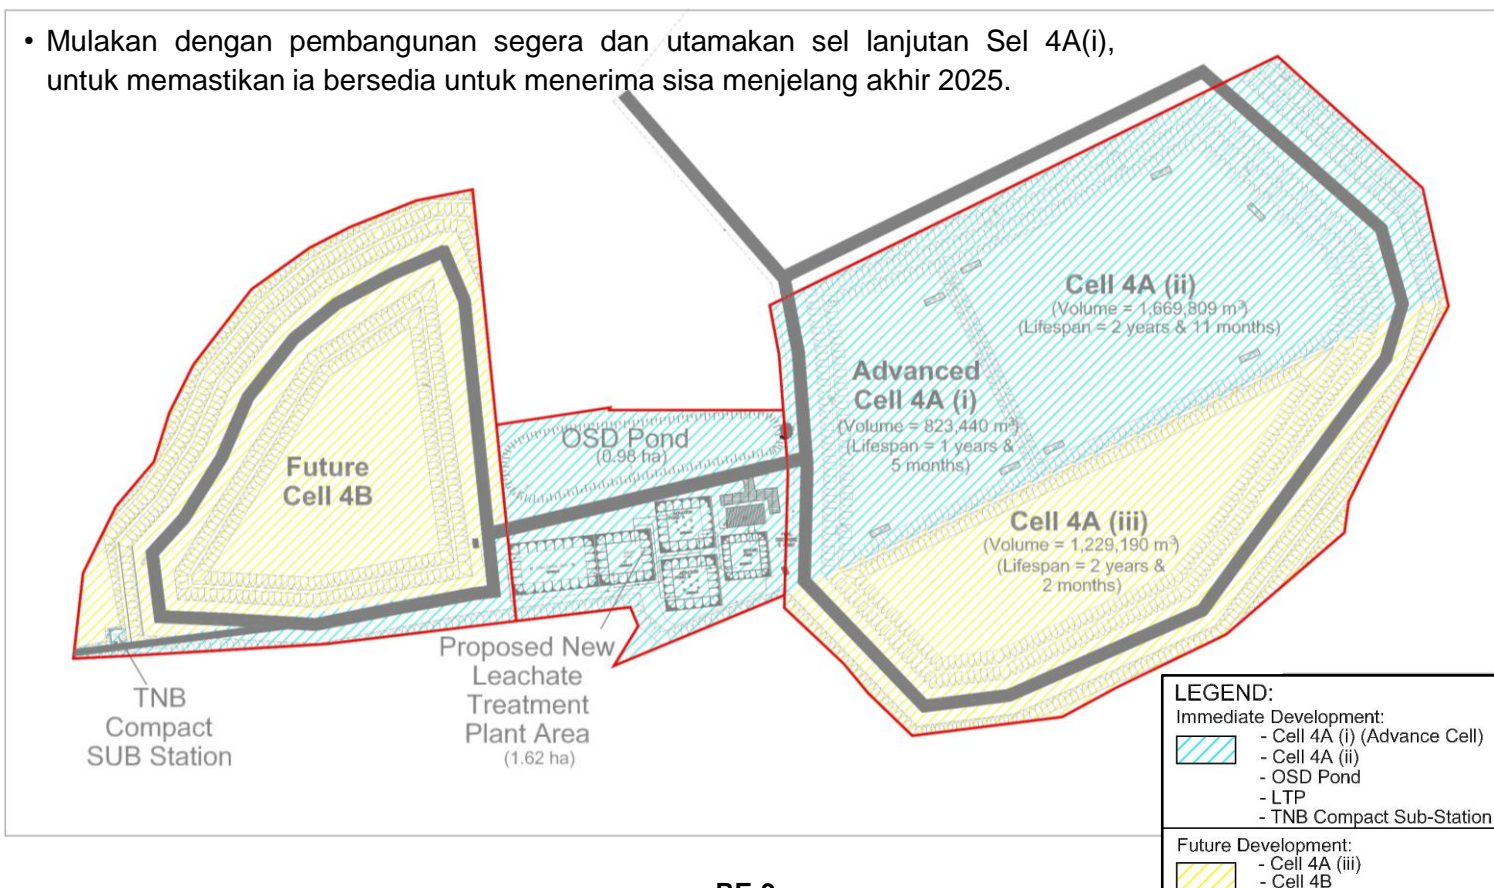 • Mulakan dengan pembangunan segera dan utamakan sel lanjutan Sel 4A(i),
untuk memastikan ia bersedia untuk menerima sisa menjelang akhir 2025.
Cell 4A (ii)
(Volume = 1,669,809 m³)
(Lifespan = 2 years & 11 months)
Advanced
Cell 4A (i)
(Volume = 823,440 m³)
(Lifespan = 1 years &
5 months)
OSD Pond
(0.98 ha)
Future
Cell 4B
Cell 4A (iii)
(Volume = 1,229,190 m³)
(Lifespan = 2 years &
2 months)
Proposed New
Leachate
Treatment
Plant Area
(1.62 ha)
TNB
Compact
SUB Station
LEGEND:
Immediate Development:
- Cell 4A (i) (Advance Cell)
- Cell 4A (ii)
- OSD Pond
- LTP
- TNB Compact Sub-Station
Future Development:
- Cell 4A (iii)
- Cell 4B